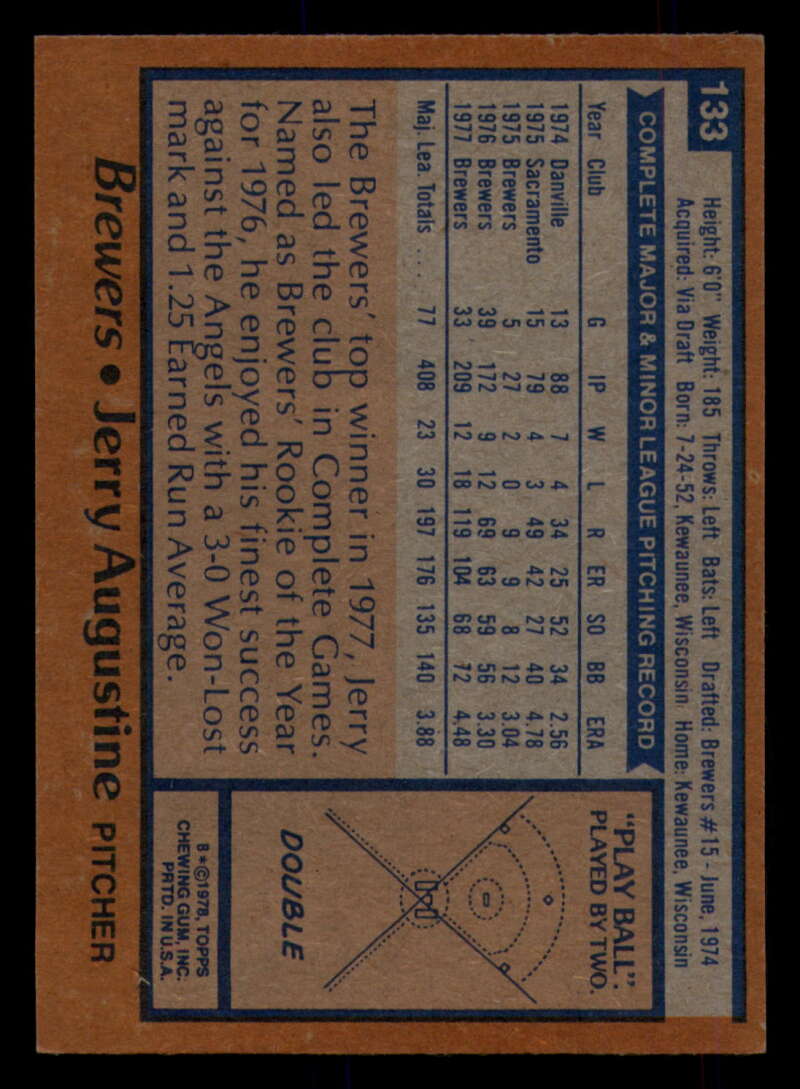 133
Height: 6'0" Weight: 185 Throws: Left Bats: Left Drafted: Brewers #15 - June, 1974
Acquired: Via Draft Born: 7-24-52, Kewaunee, Wisconsin Home: Kewaunee, Wisconsin
COMPLETE MAJOR & MINOR LEAGUE PITCHING RECORD
Year Club G IP W L R ER SO BB ERA
1974 Danville 13 88 7 4 34 25 52 34 2.56
1975 Sacramento 15 79 4 3 49 42 27 40 4.78
1975 Brewers 5 27 2 0 9 9 8 12 3.04
1976 Brewers 39 172 9 12 69 63 59 56 3.30
1977 Brewers 33 209 12 18 119 104 68 72 4.48
Maj. Lea. Totals .... 77 408 23 30 197 176 135 140 3.88
The Brewers' top winner in 1977, Jerry
also led the club in Complete Games.
Named as Brewers' Rookie of the Year
for 1976, he enjoyed his finest success
against the Angels with a 3-0 Won-Lost
mark and 1.25 Earned Run Average.
"PLAY BALL"
PLAYED BY TWO.
DOUBLE
B*©1978, TOPPS
CHEWING GUM, INC.
PRTD. IN U.S.A.
Brewers • Jerry Augustine PITCHER